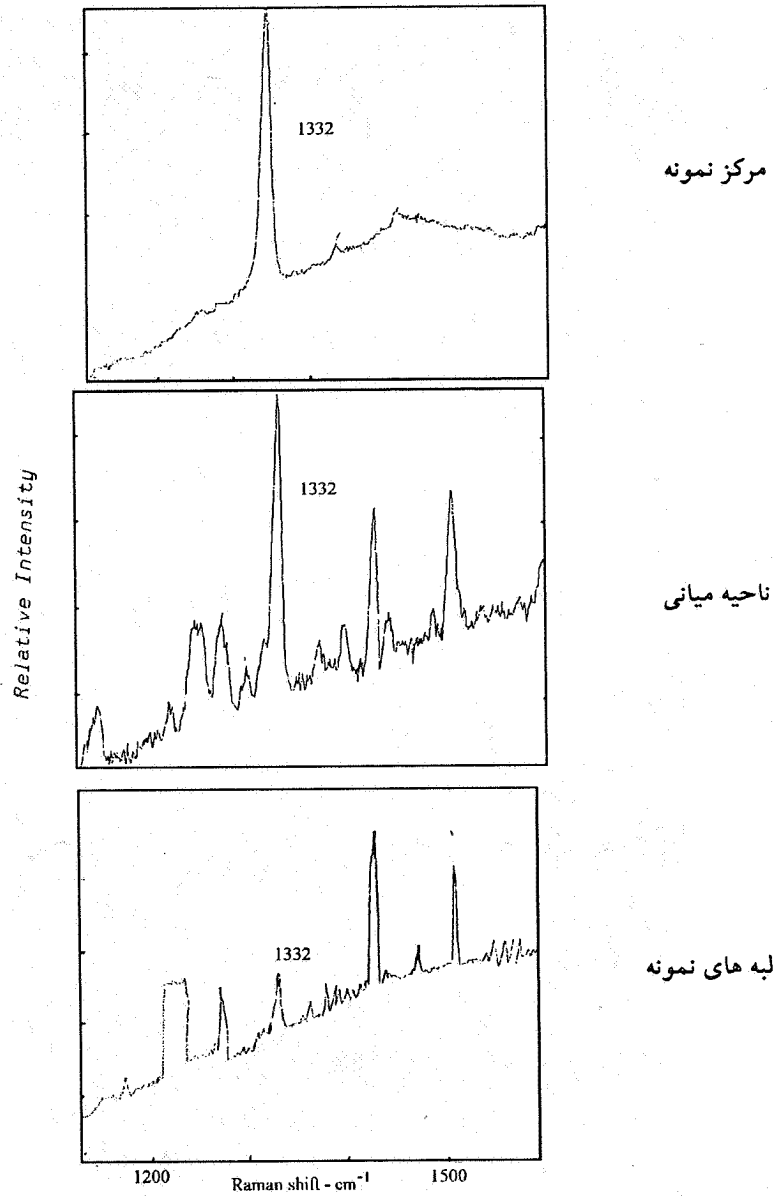 1332
مرکز نمونه
Relative Intensity
1332
ناحیه میانی
1332
لبه های نمونه
1200
1500
Raman shift - cm⁻¹